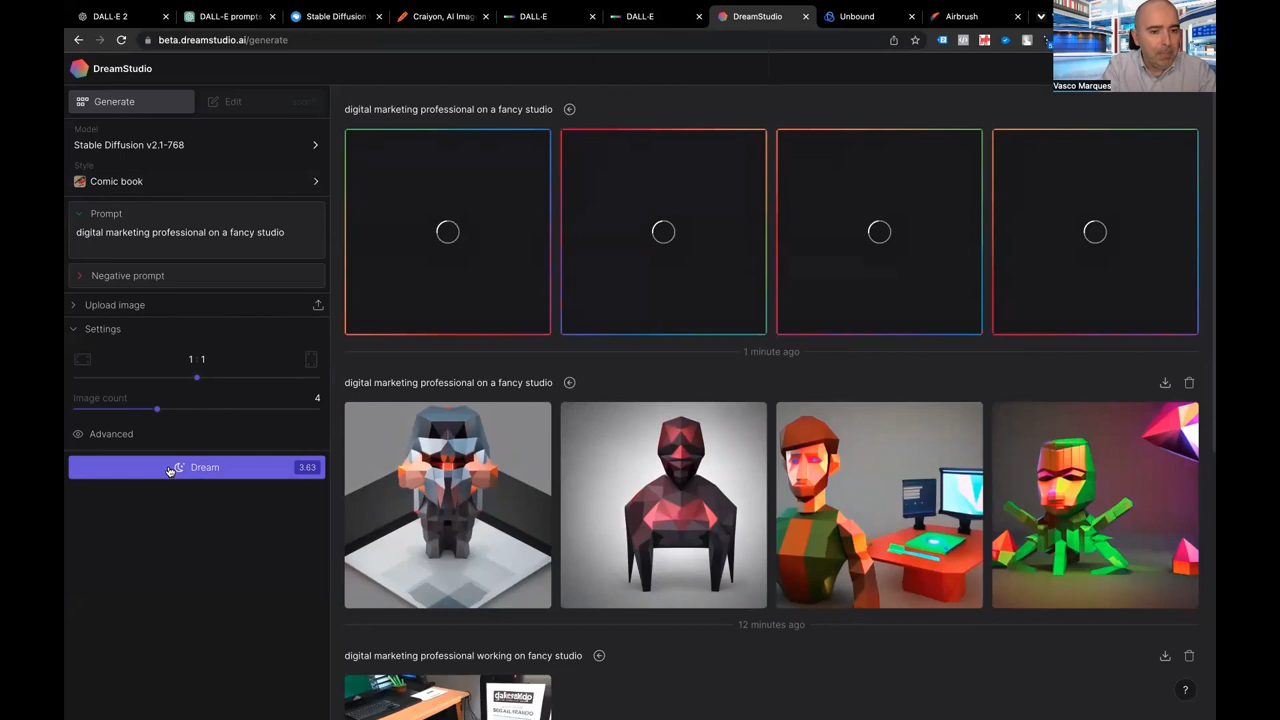 DALL·E 2
DALL-E prompts
Stable Diffusion
Craiyon, AI Imag
DALL·E
DALL·E
DreamStudio
Unbound
Airbrush
beta.dreamstudio.ai/generate
Vasco Marques
DreamStudio
Generate
Edit
Model
Stable Diffusion v2.1-768
Style
Comic book
Prompt
digital marketing professional on a fancy studio
Negative prompt
Upload image
Settings
1 : 1
Image count
4
Advanced
Dream
3.63
digital marketing professional on a fancy studio
1 minute ago
digital marketing professional on a fancy studio
12 minutes ago
digital marketing professional working on fancy studio
?